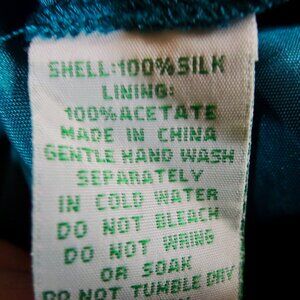 SHELL:100%SILK
LINING:
100%ACETATE
MADE IN CHINA
GENTLE HAND WASH
SEPARATELY
IN COLD WATER
DO NOT BLEACH
DO NOT WRING
OR SOAK
DO NOT TUMBLE DRY